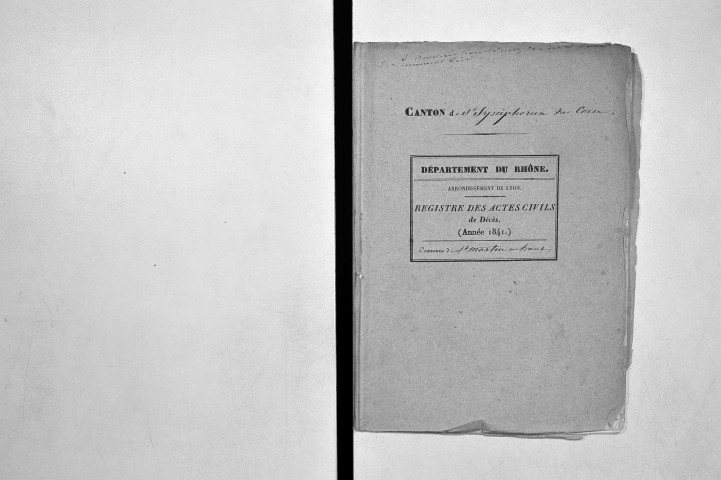 CANTON de St Symphorien sur Coise.
DÉPARTEMENT DU RHÔNE.
ARRONDISSEMENT DE LYON.
REGISTRE DES ACTES CIVILS
de Décès.
(Année 1841.)
Commune de St Martin en haut.